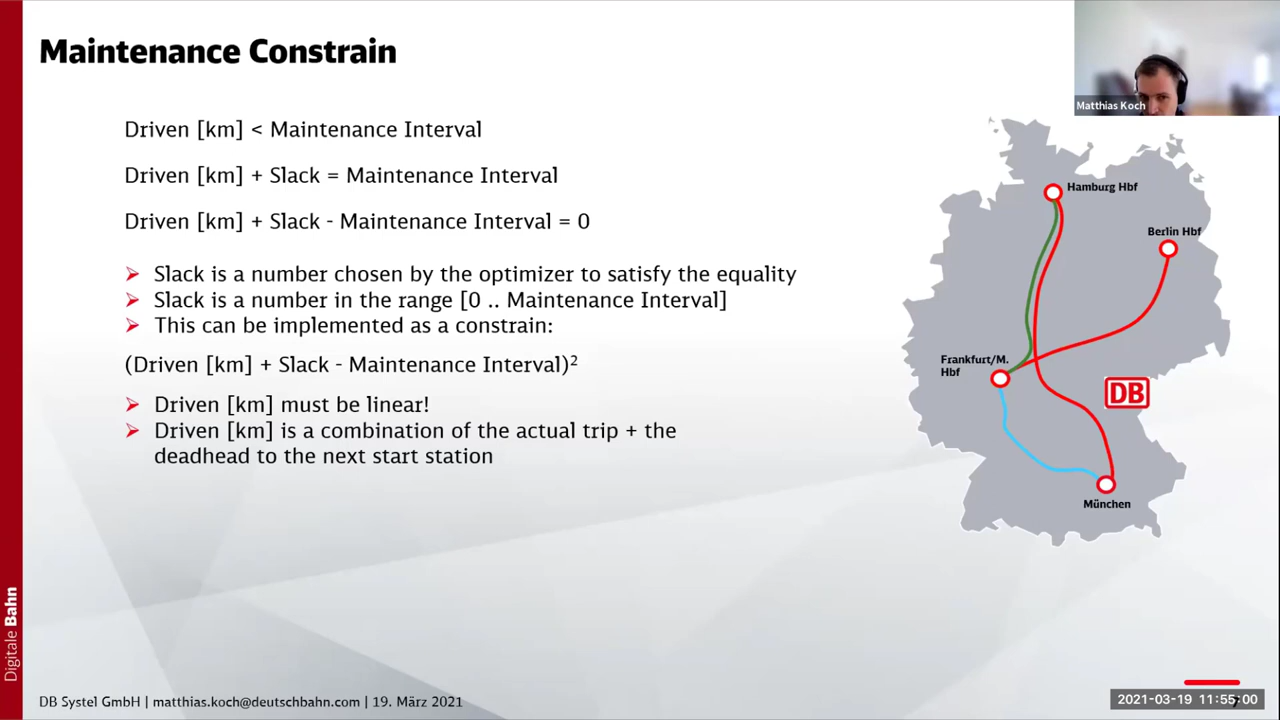 Maintenance Constrain
Matthias Koch
Driven [km] < Maintenance Interval
Driven [km] + Slack = Maintenance Interval
Driven [km] + Slack - Maintenance Interval = 0
➢ Slack is a number chosen by the optimizer to satisfy the equality
➢ Slack is a number in the range [0 .. Maintenance Interval]
➢ This can be implemented as a constrain:
(Driven [km] + Slack - Maintenance Interval)²
➢ Driven [km] must be linear!
➢ Driven [km] is a combination of the actual trip + the
deadhead to the next start station
Hamburg Hbf
Berlin Hbf
Frankfurt/M.
Hbf
DB
München
Digitale Bahn
DB Systel GmbH | matthias.koch@deutschbahn.com | 19. März 2021
2021-03-19 11:55:00